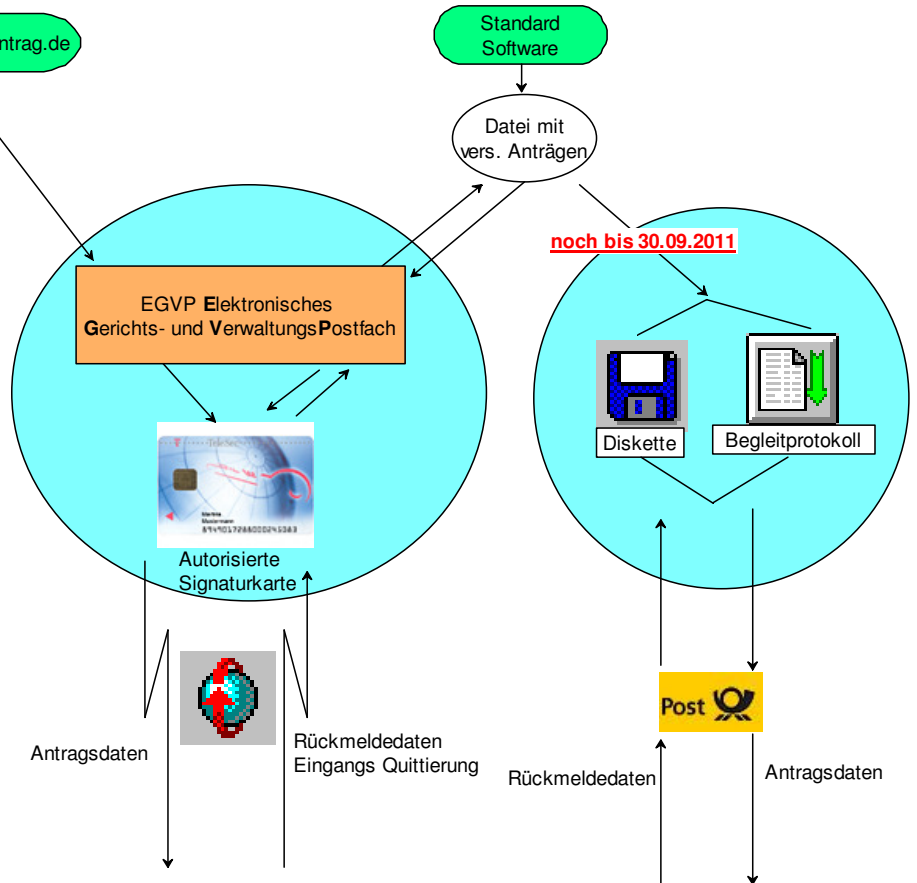 ntrag.de
Standard
Software
Datei mit
vers. Anträgen
noch bis 30.09.2011
EGVP Elektronisches
Gerichts- und VerwaltungsPostfach
Diskette
Begleitprotokoll
TeleSec
Autorisierte
Signaturkarte
Post
Antragsdaten
Rückmeldedaten
Eingangs Quittierung
Rückmeldedaten
Antragsdaten